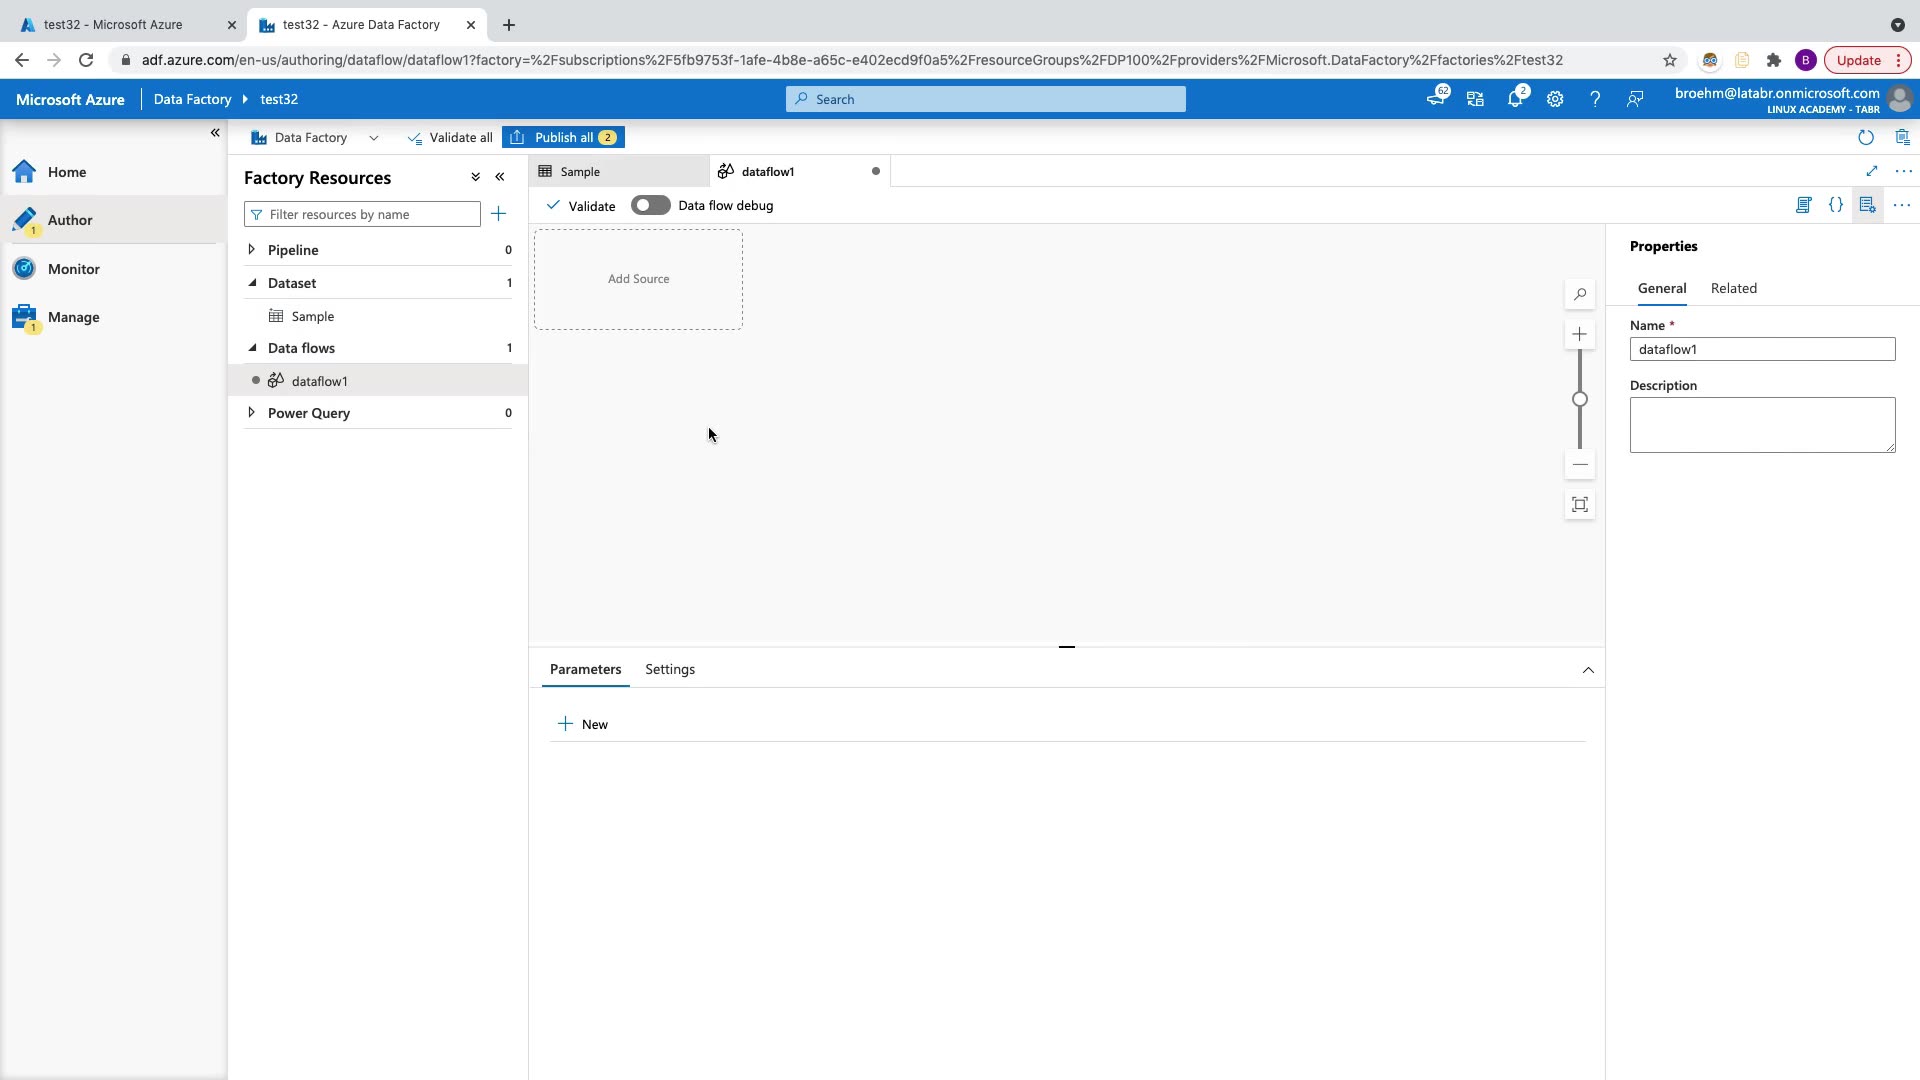 test32 - Microsoft Azure
test32 - Azure Data Factory
adf.azure.com/en-us/authoring/dataflow/dataflow1?factory=%2Fsubscriptions%2F5fb9753f-1afe-4b8e-a65c-e402ecd9f0a5%2FresourceGroups%2FDP100%2Fproviders%2FMicrosoft.DataFactory%2Ffactories%2Ftest32
B
Update
Microsoft Azure
Data Factory
test32
Search
62
2
broehm@latabr.onmicrosoft.com
LINUX ACADEMY - TABR
Data Factory
Validate all
Publish all 2
Home
Author
1
Monitor
Manage
1
Factory Resources
Filter resources by name
Pipeline 0
Dataset 1
Sample
Data flows 1
dataflow1
Power Query 0
Sample
dataflow1
Validate
Data flow debug
Add Source
Parameters
Settings
New
Properties
General
Related
Name *
dataflow1
Description